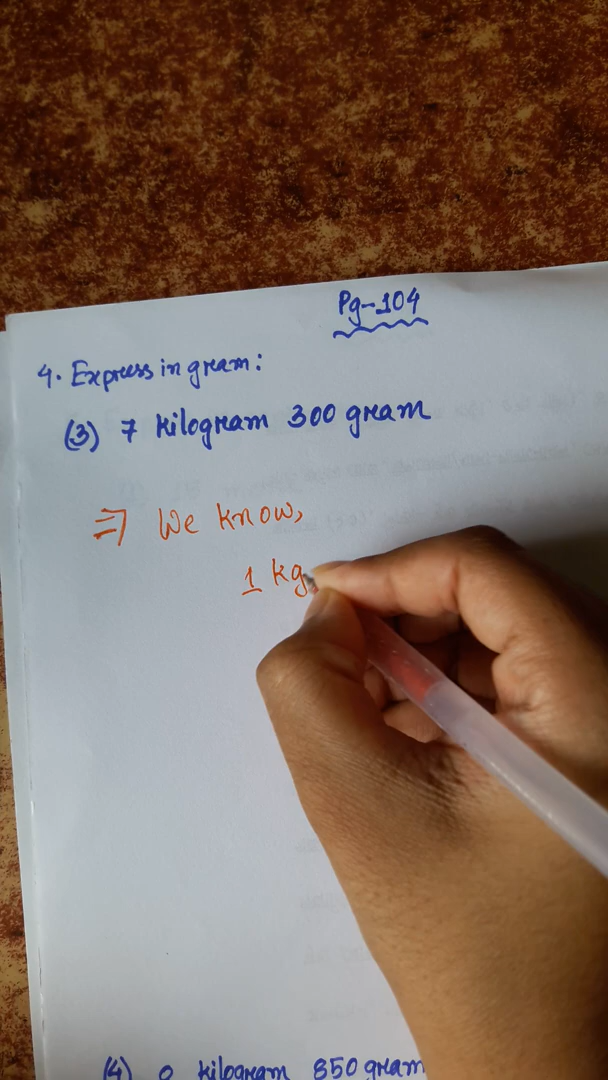 Pg-104
4. Express in gram:
(3) 7 kilogram 300 gram
⇒ We know,
1 kg
(4) kilogram 850 gram